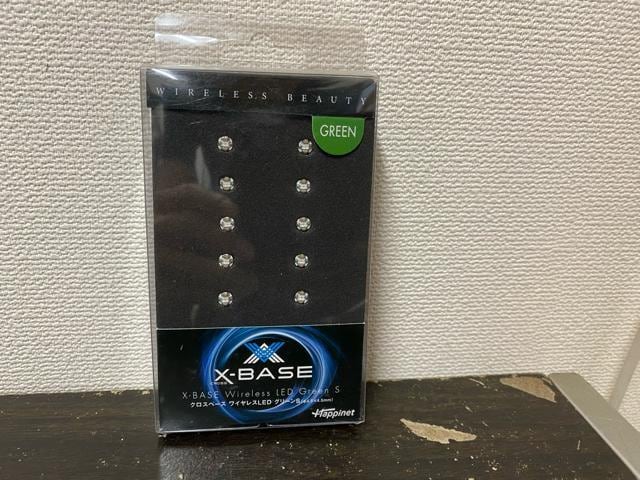 WIRELESS BEAUTY
GREEN
X-BASE
CROSS
X-BASE Wireless LED Green S
クロスベース ワイヤレスLED グリーンS
Happinet